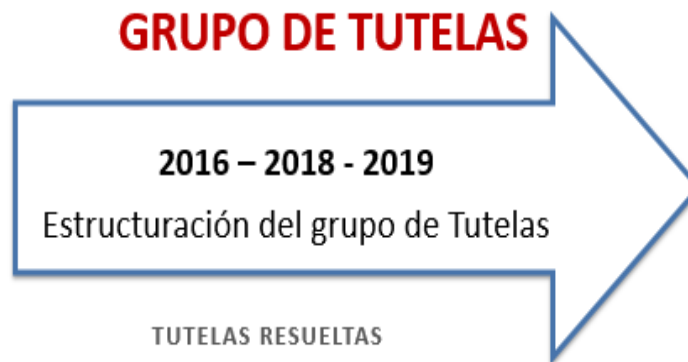 GRUPO DE TUTELAS
2016 – 2018 - 2019
Estructuración del grupo de Tutelas
TUTELAS RESUELTAS